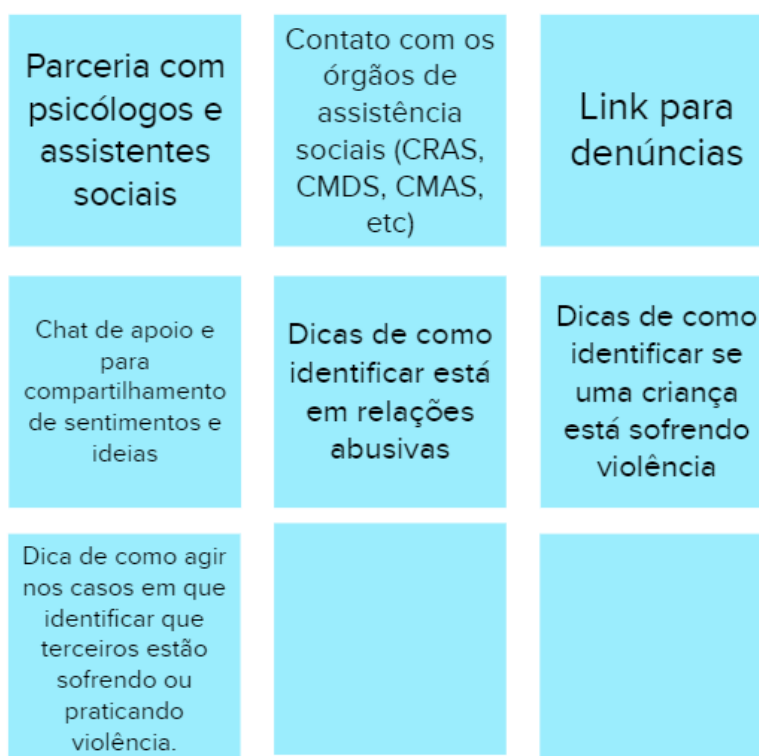 Parceria com
psicólogos e
assistentes
sociais
Contato com os
órgãos de
assistência
sociais (CRAS,
CMDS, CMAS,
etc)
Link para
denúncias
Chat de apoio e
para
compartilhamento
de sentimentos e
ideias
Dicas de como
identificar está
em relações
abusivas
Dicas de como
identificar se
uma criança
está sofrendo
violência
Dica de como agir
nos casos em que
identificar que
terceiros estão
sofrendo ou
praticando
violência.